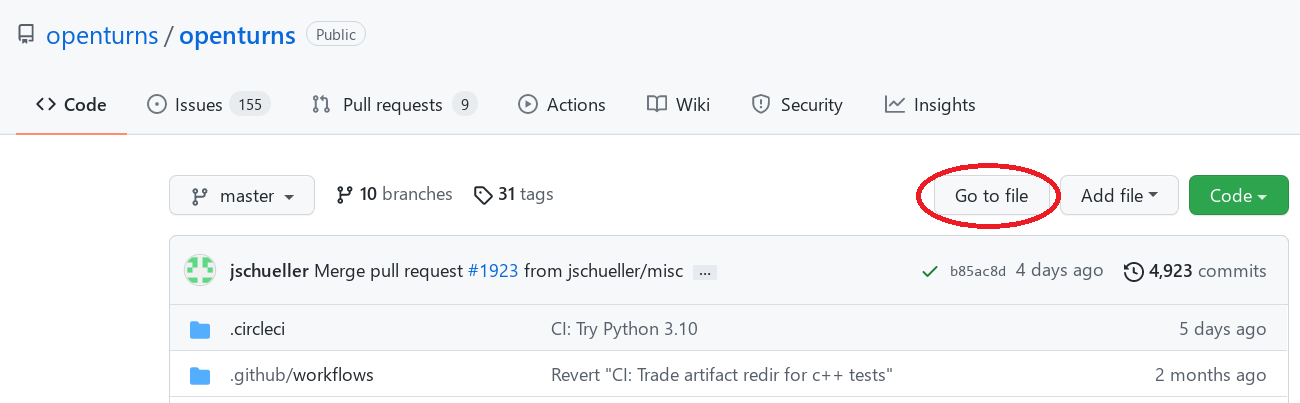 openturns / openturns Public
Code Issues 155 Pull requests 9 Actions Wiki Security Insights
master 10 branches 31 tags Go to file Add file Code
jschueller Merge pull request #1923 from jschueller/misc ... b85ac8d 4 days ago 4,923 commits
.circleci CI: Try Python 3.10 5 days ago
.github/workflows Revert "CI: Trade artifact redir for c++ tests" 2 months ago